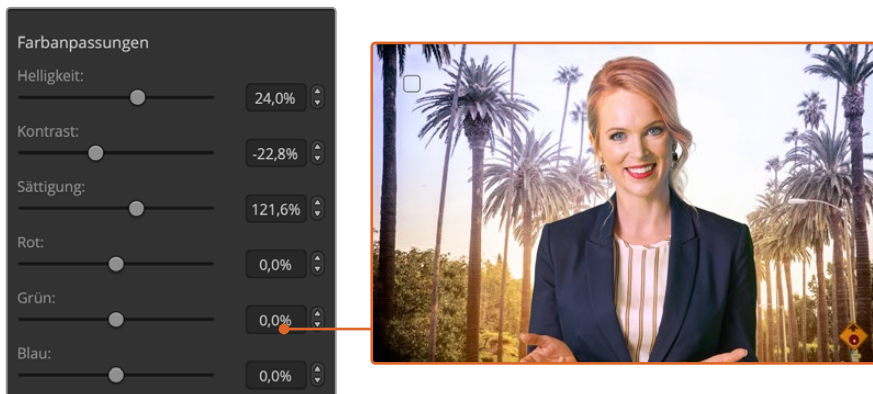 Farbanpassungen
Helligkeit:
24,0%
Kontrast:
-22,8%
Sättigung:
121,6%
Rot:
0,0%
Grün:
0,0%
Blau:
0,0%